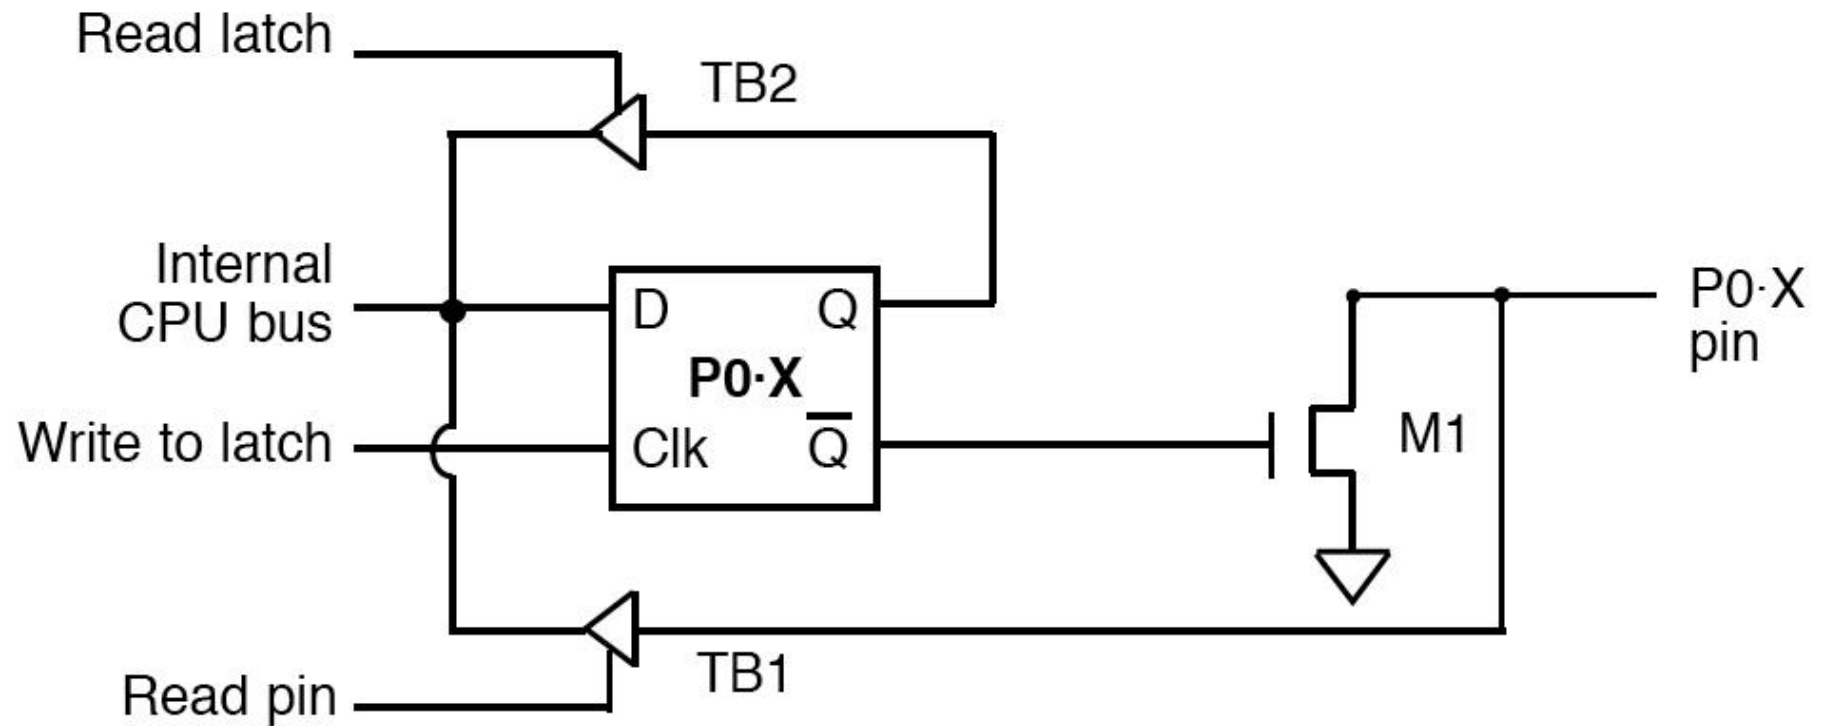 Read latch
TB2
Internal
CPU bus
D
Q
P0·X
pin
P0·X
Write to latch
Clk
Q̅
M1
TB1
Read pin